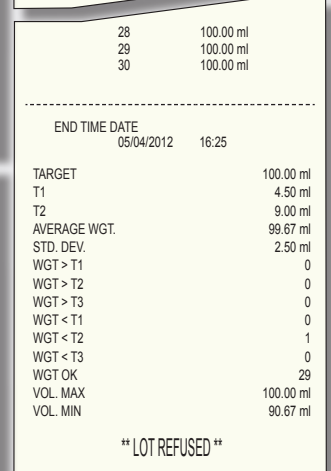 28 100.00 ml
29 100.00 ml
30 100.00 ml
END TIME DATE
05/04/2012 16:25
TARGET 100.00 ml
T1 4.50 ml
T2 9.00 ml
AVERAGE WGT. 99.67 ml
STD. DEV. 2.50 ml
WGT > T1 0
WGT > T2 0
WGT > T3 0
WGT < T1 0
WGT < T2 1
WGT < T3 0
WGT OK 29
VOL. MAX 100.00 ml
VOL. MIN 90.67 ml
** LOT REFUSED **